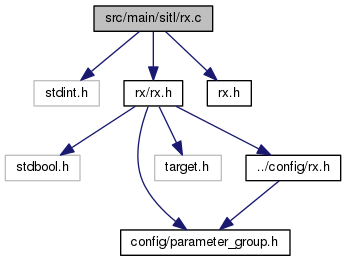 src/main/sitl/rx.c
stdint.h
rx/rx.h
rx.h
stdbool.h
target.h
../config/rx.h
config/parameter_group.h